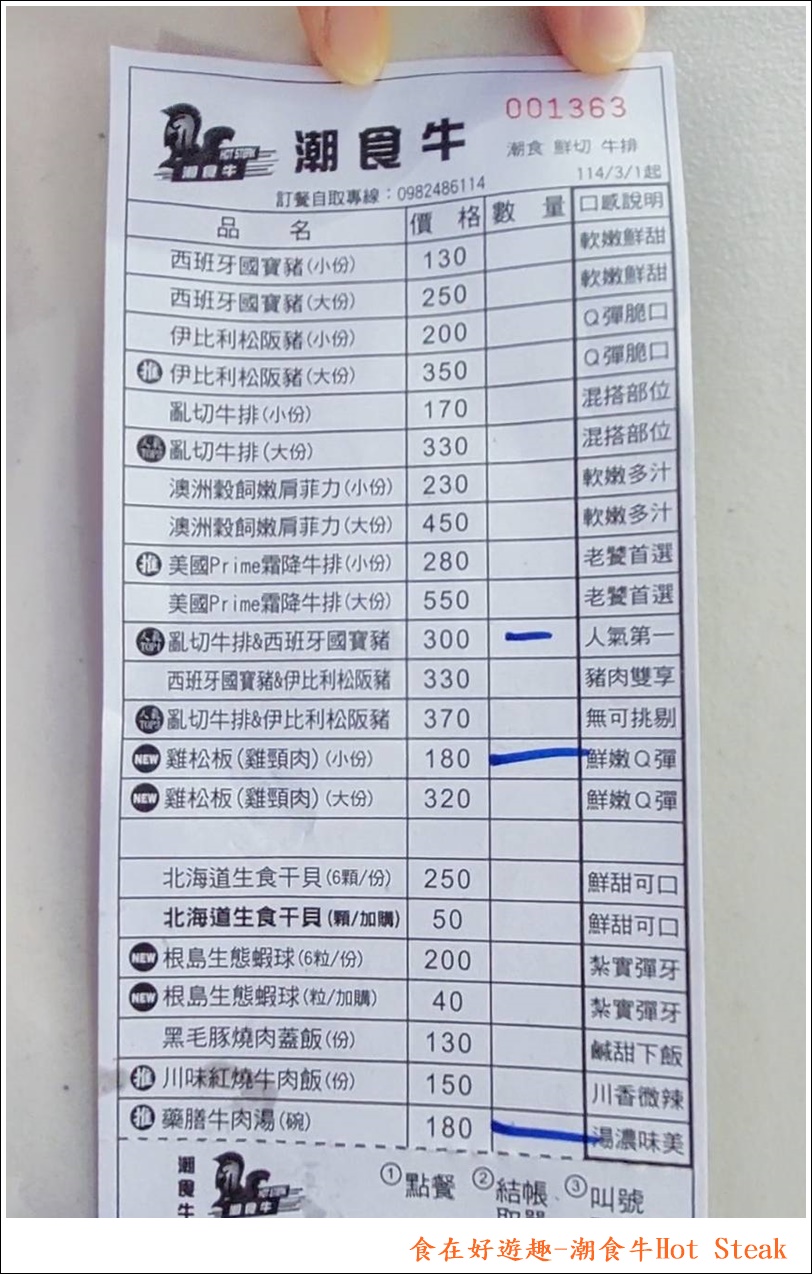 001363
HOT STEAK
潮食牛
潮食牛
潮食 鮮切 牛排
114/3/1起
訂餐自取專線：0982486114
品 名 價 格 數 量 口感說明
西班牙國寶豬(小份) 130 軟嫩鮮甜
西班牙國寶豬(大份) 250 軟嫩鮮甜
伊比利松阪豬(小份) 200 Q彈脆口
推 伊比利松阪豬(大份) 350 Q彈脆口
亂切牛排(小份) 170 混搭部位
人氣 亂切牛排(大份) 330 混搭部位
澳洲穀飼嫩肩菲力(小份) 230 軟嫩多汁
澳洲穀飼嫩肩菲力(大份) 450 軟嫩多汁
推 美國Prime霜降牛排(小份) 280 老饕首選
美國Prime霜降牛排(大份) 550 老饕首選
人氣TOP1 亂切牛排&西班牙國寶豬 300 一 人氣第一
西班牙國寶豬&伊比利松阪豬 330 豬肉雙享
人氣 亂切牛排&伊比利松阪豬 370 無可挑剔
NEW 雞松板(雞頸肉)(小份) 180 一 鮮嫩Q彈
NEW 雞松板(雞頸肉)(大份) 320 鮮嫩Q彈
北海道生食干貝(6顆/份) 250 鮮甜可口
北海道生食干貝(顆/加購) 50 鮮甜可口
NEW 根島生態蝦球(6粒/份) 200 紮實彈牙
NEW 根島生態蝦球(粒/加購) 40 紮實彈牙
黑毛豚燒肉蓋飯(份) 130 鹹甜下飯
推 川味紅燒牛肉飯(份) 150 川香微辣
推 藥膳牛肉湯(碗) 180 一 湯濃味美
潮食牛
①點餐 ②結帳 ③叫號
食在好遊趣-潮食牛Hot Steak